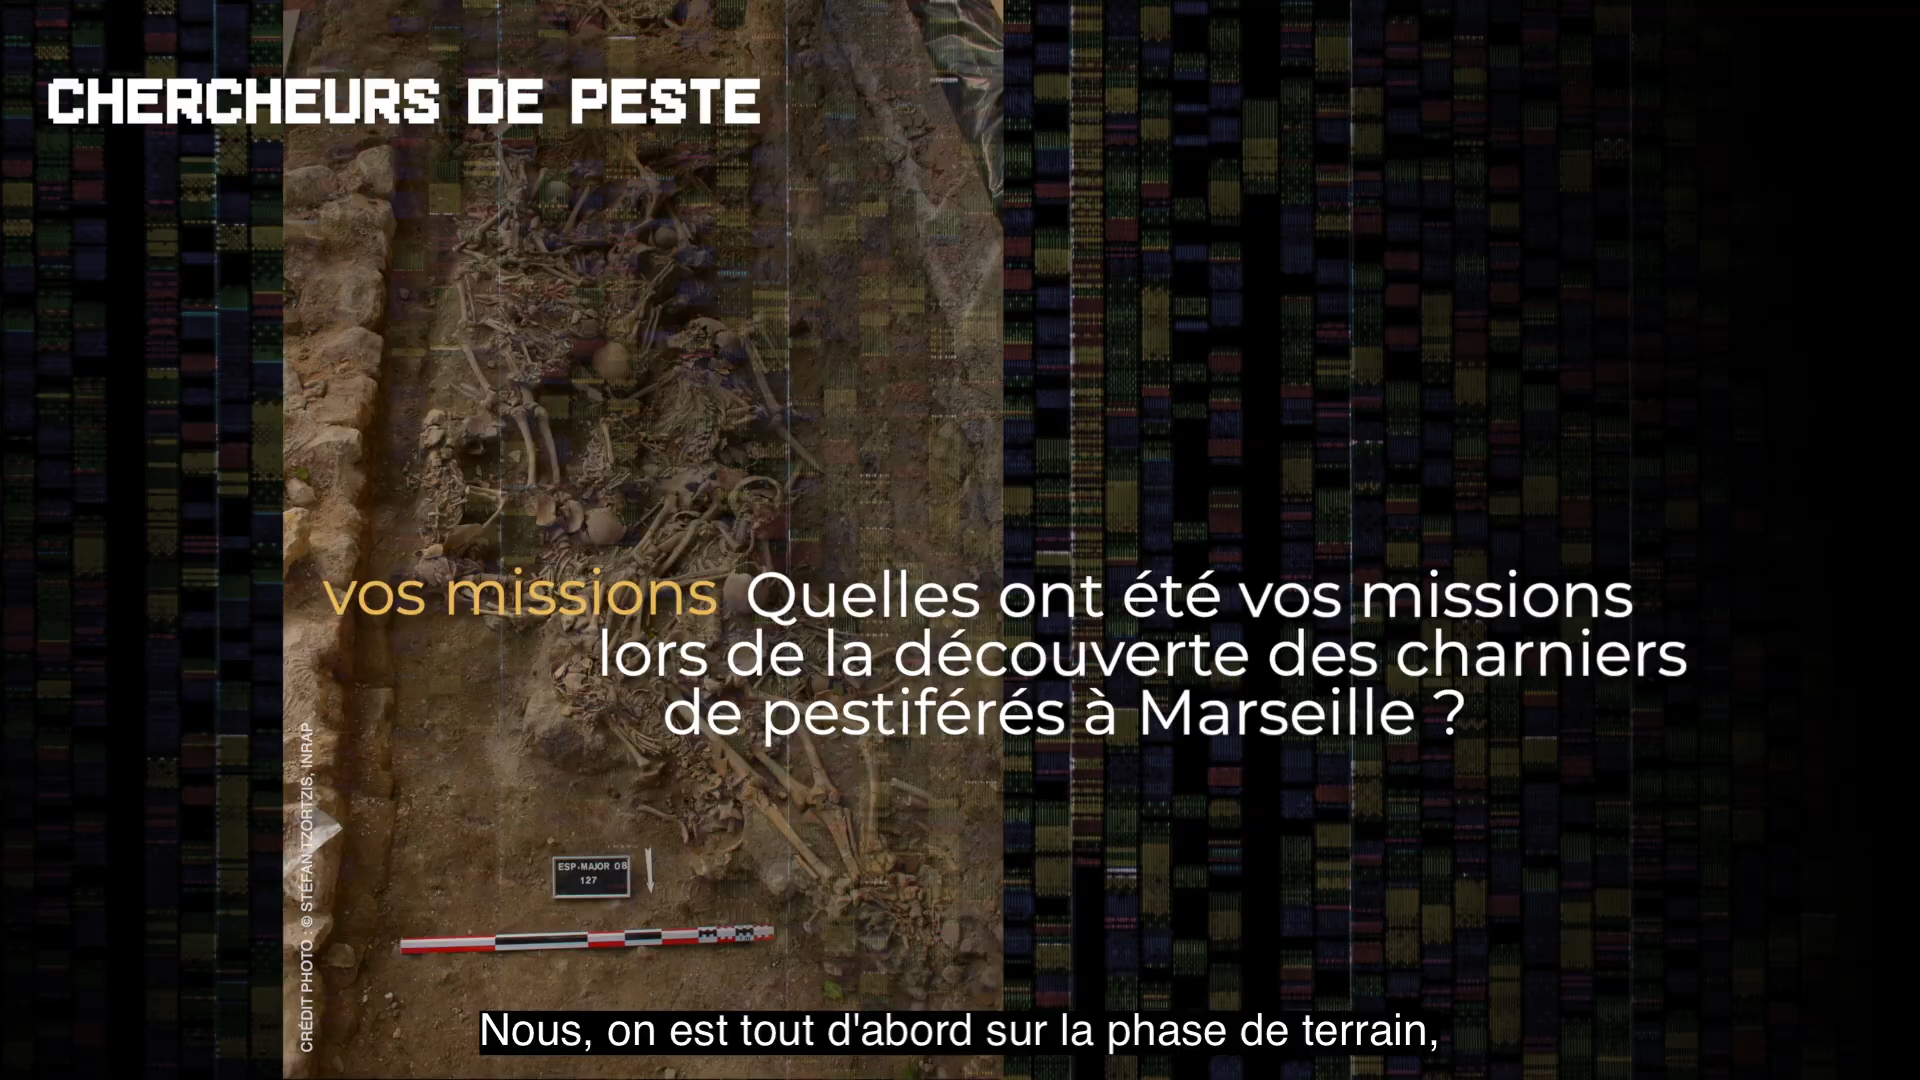 CHERCHEURS DE PESTE
vos missions
Quelles ont été vos missions
lors de la découverte des charniers
de pestiférés à Marseille ?
CRÉDIT PHOTO : © STÉFAN TZORTZIS, INRAP
ESP-MAJOR 08
127
Nous, on est tout d'abord sur la phase de terrain,